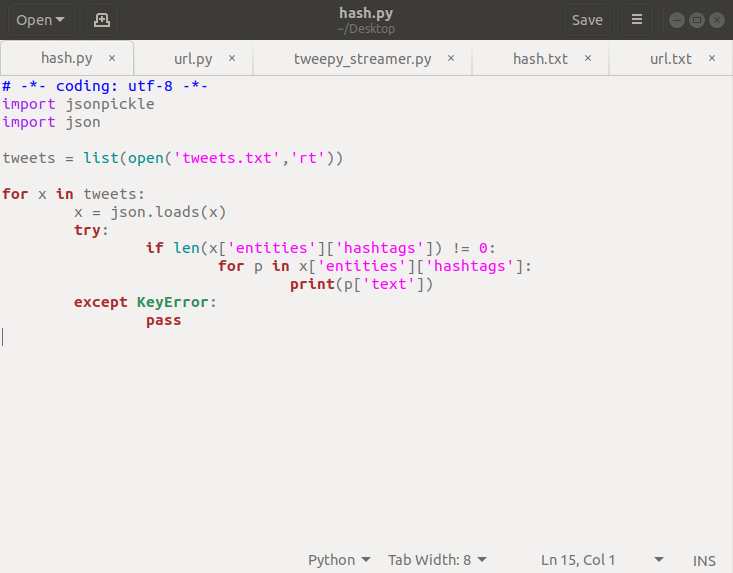 Open hash.py Save
~/Desktop
hash.py × url.py × tweepy_streamer.py × hash.txt × url.txt ×
# -*- coding: utf-8 -*-
import jsonpickle
import json
tweets = list(open('tweets.txt','rt'))
for x in tweets:
        x = json.loads(x)
        try:
                if len(x['entities']['hashtags']) != 0:
                        for p in x['entities']['hashtags']:
                                print(p['text'])
        except KeyError:
                pass
Python Tab Width: 8 Ln 15, Col 1 INS